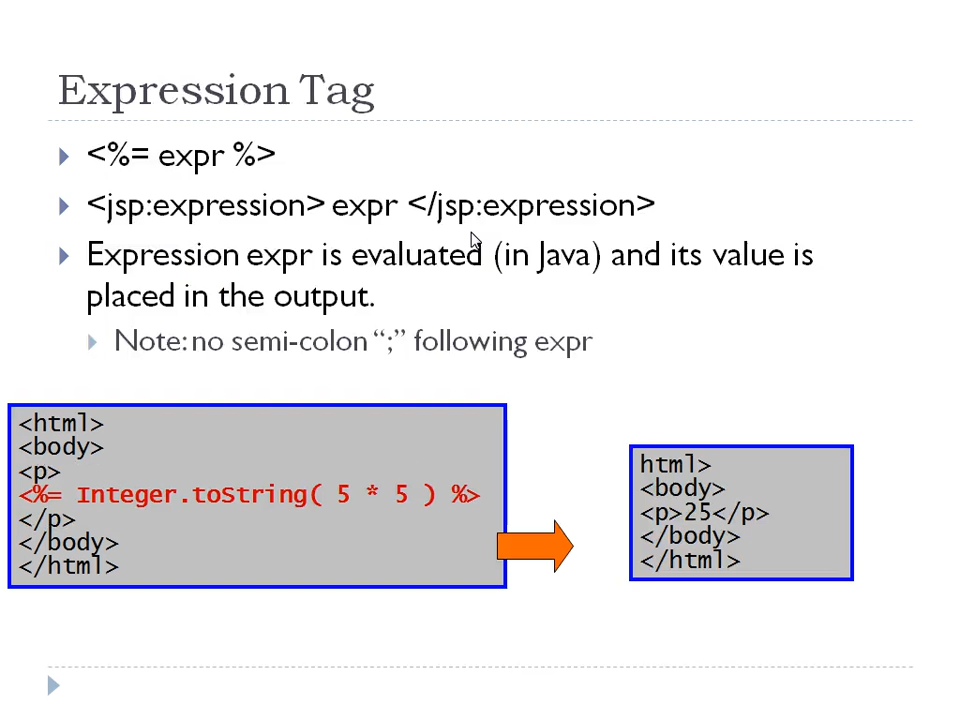 Expression Tag
<%= expr %>
<jsp:expression> expr </jsp:expression>
Expression expr is evaluated (in Java) and its value is
placed in the output.
Note: no semi-colon “;” following expr
<html>
<body>
<p>
<%= Integer.toString( 5 * 5 ) %>
</p>
</body>
</html>
html>
<body>
<p>25</p>
</body>
</html>